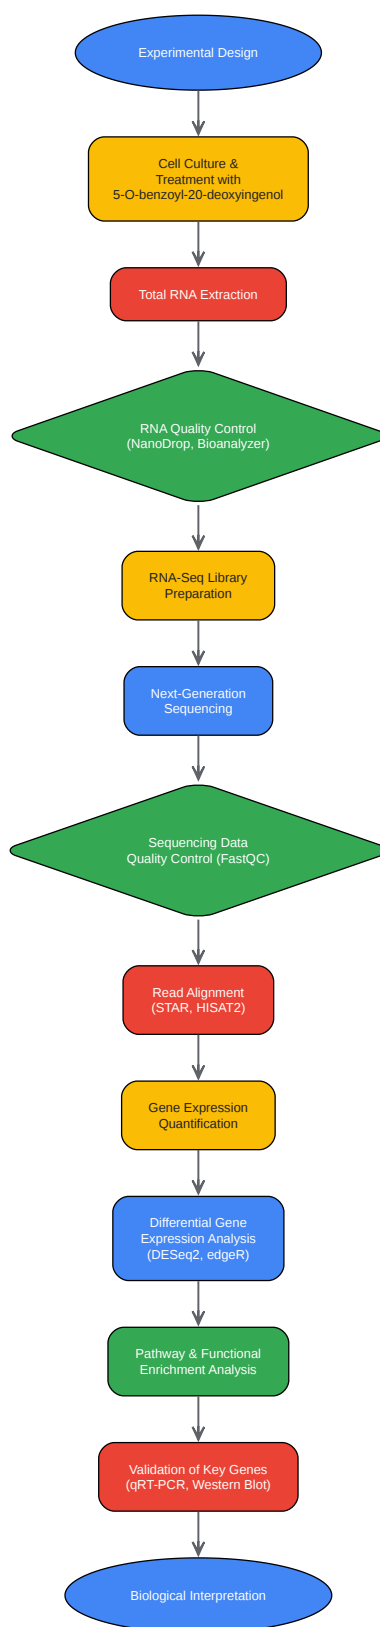 Experimental Design
Cell Culture &
Treatment with
5-O-benzoyl-20-deoxyingenol
Total RNA Extraction
RNA Quality Control
(NanoDrop, Bioanalyzer)
RNA-Seq Library
Preparation
Next-Generation
Sequencing
Sequencing Data
Quality Control (FastQC)
Read Alignment
(STAR, HISAT2)
Gene Expression
Quantification
Differential Gene
Expression Analysis
(DESeq2, edgeR)
Pathway & Functional
Enrichment Analysis
Validation of Key Genes
(qRT-PCR, Western Blot)
Biological Interpretation